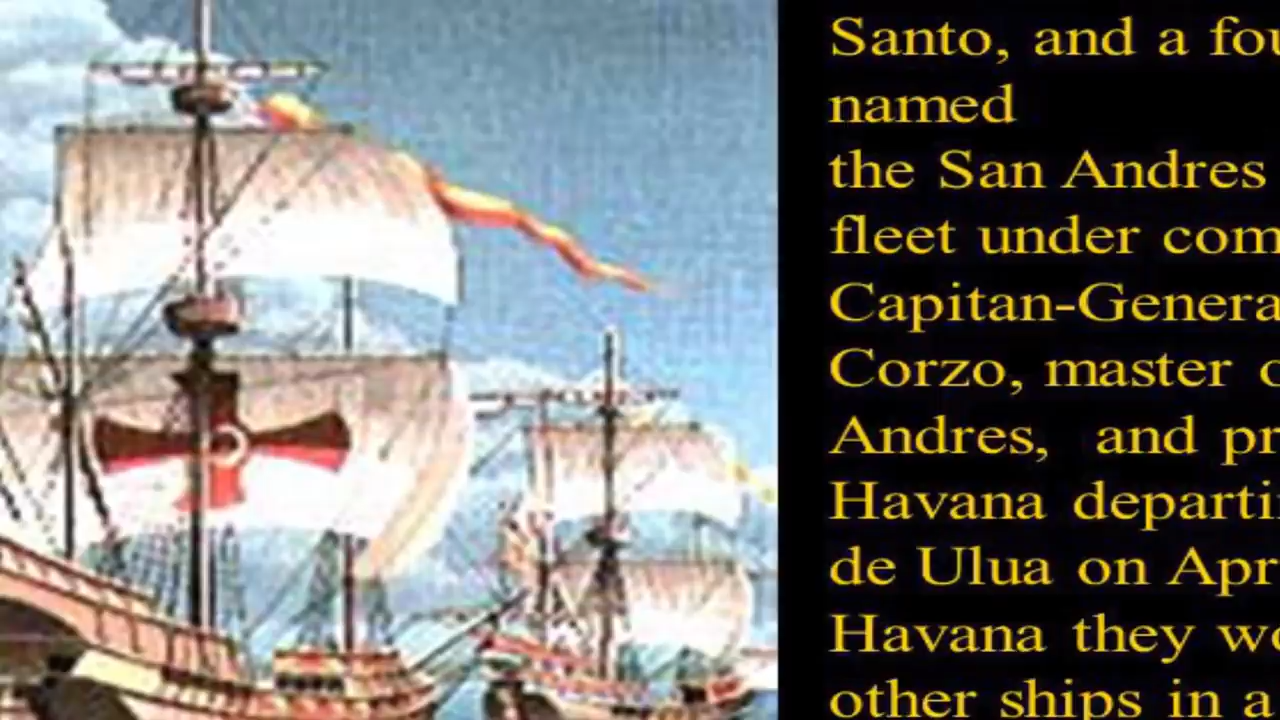 Santo, and a fou
named
the San Andres
fleet under com
Capitan-Genera
Corzo, master o
Andres, and pr
Havana departi
de Ulua on Apr
Havana they wo
other ships in a